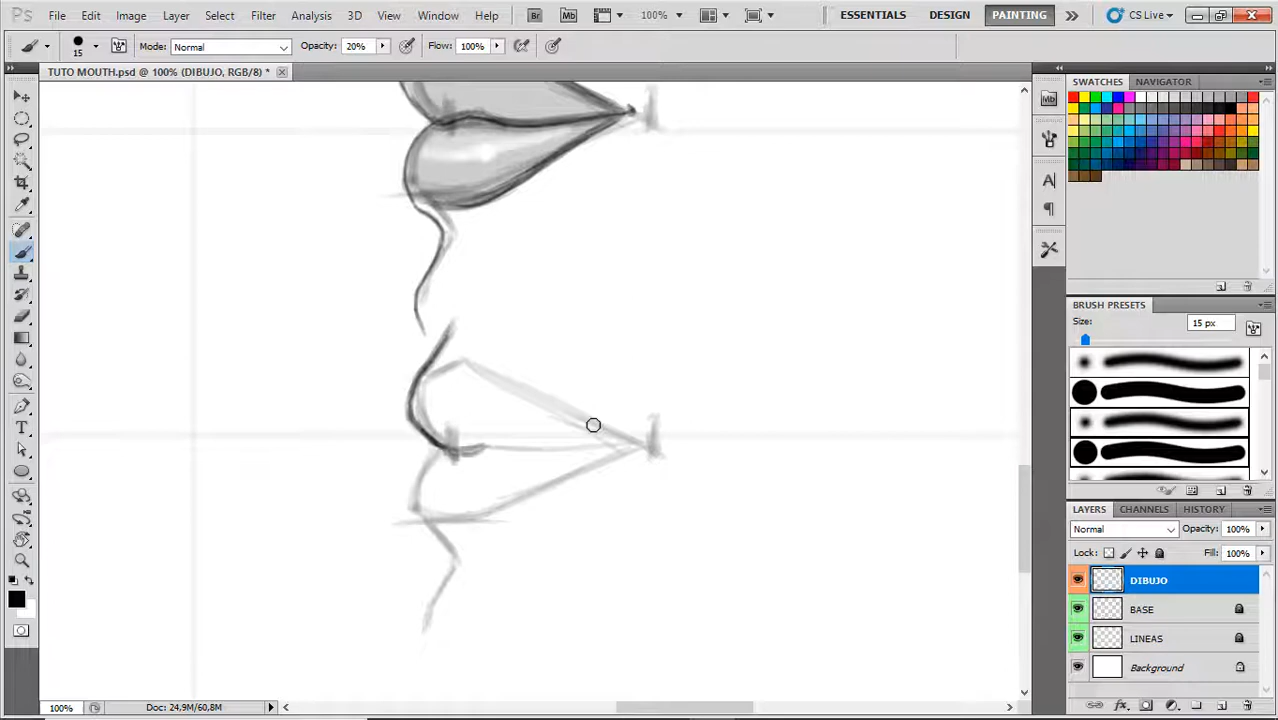 Ps File Edit Image Layer Select Filter Analysis 3D View Window Help Br Mb 100% ESSENTIALS DESIGN PAINTING CS Live
15 Mode: Normal Opacity: 20% Flow: 100%
TUTO MOUTH.psd @ 100% (DIBUJO, RGB/8) *
SWATCHES NAVIGATOR
Mb
A
T
BRUSH PRESETS
Size: 15 px
LAYERS CHANNELS HISTORY
Normal Opacity: 100%
Lock: Fill: 100%
DIBUJO
BASE
LINEAS
Background
100% Doc: 24,9M/60,8M
fx